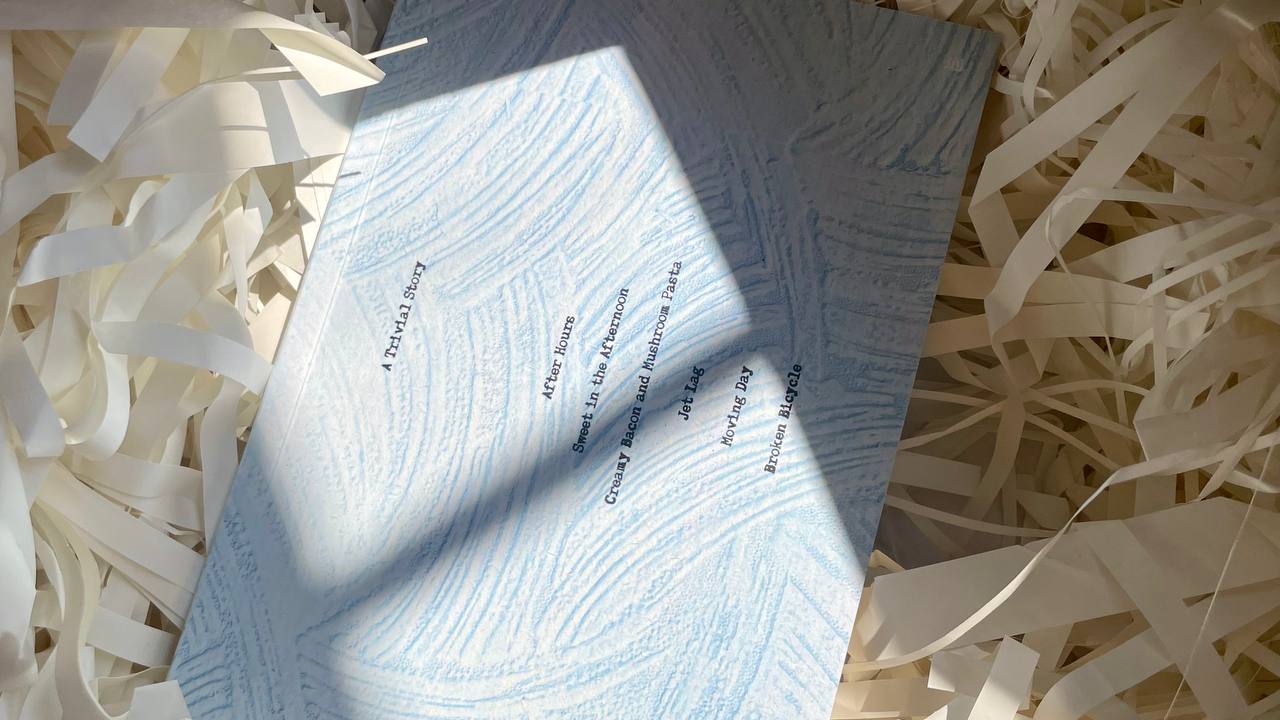 A Trivial Story
After Hours
Sweet in the Afternoon
Creamy Bacon and Mushroom Pasta
Jet Lag
Moving Day
Broken Bicycle